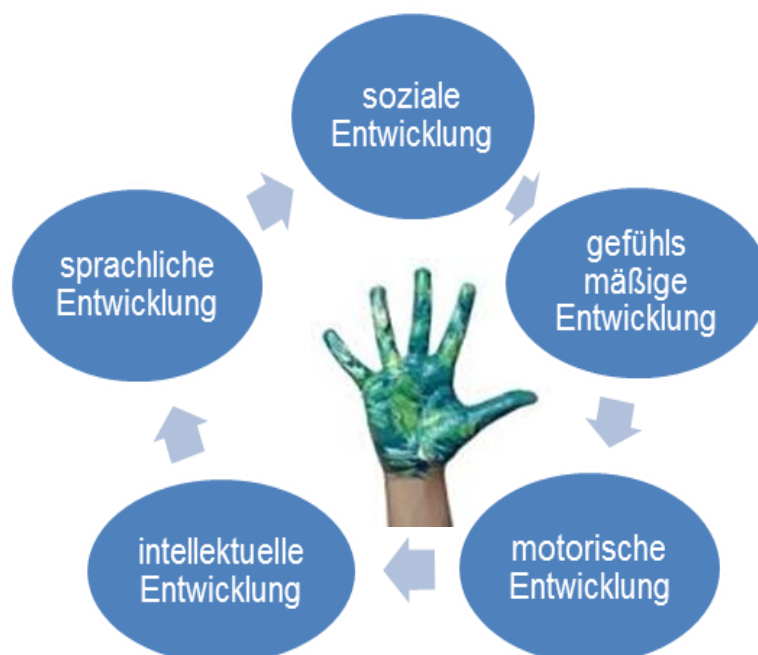 soziale
Entwicklung
gefühls
mäßige
Entwicklung
motorische
Entwicklung
intellektuelle
Entwicklung
sprachliche
Entwicklung